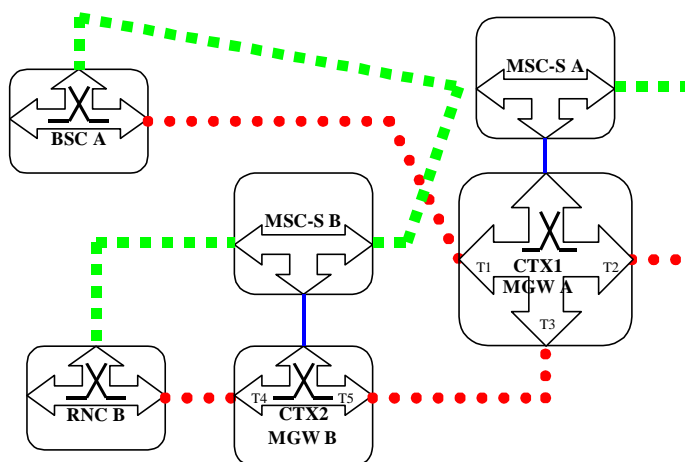 MSC-S A
BSC A
MSC-S B
T1
CTX1
T2
MGW A
T3
RNC B
T4
CTX2
T5
MGW B